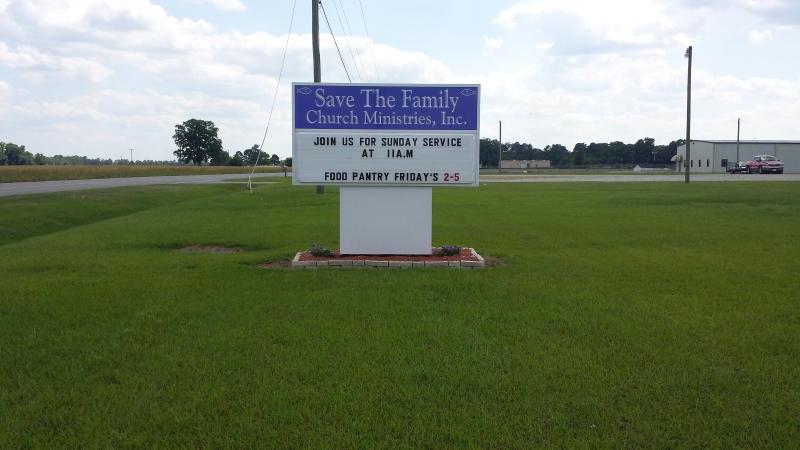 Save The Family
Church Ministries, Inc.
JOIN US FOR SUNDAY SERVICE
AT 11A.M
FOOD PANTRY FRIDAY'S 2-5